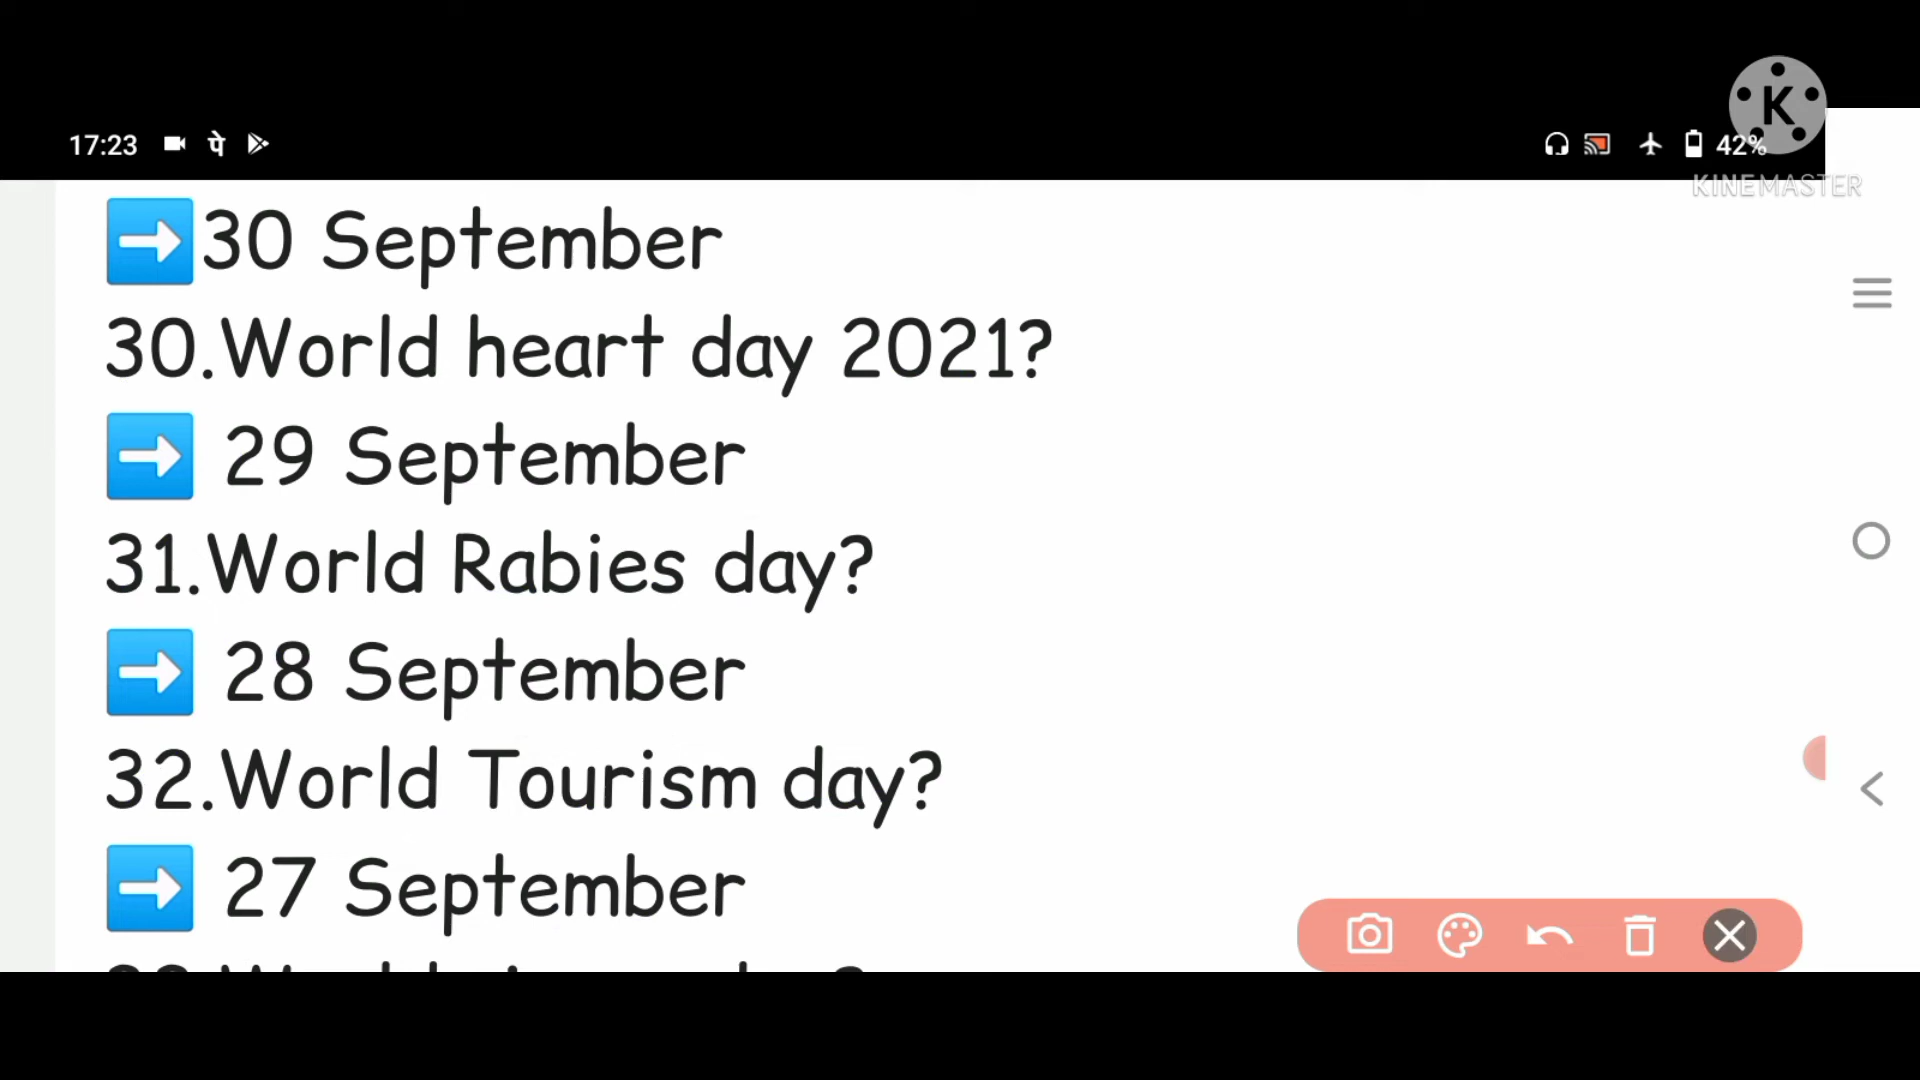 17:23 पे 42%
K
KINEMASTER
➡30 September
30.World heart day 2021?
➡ 29 September
31.World Rabies day?
➡ 28 September
32.World Tourism day?
➡ 27 September